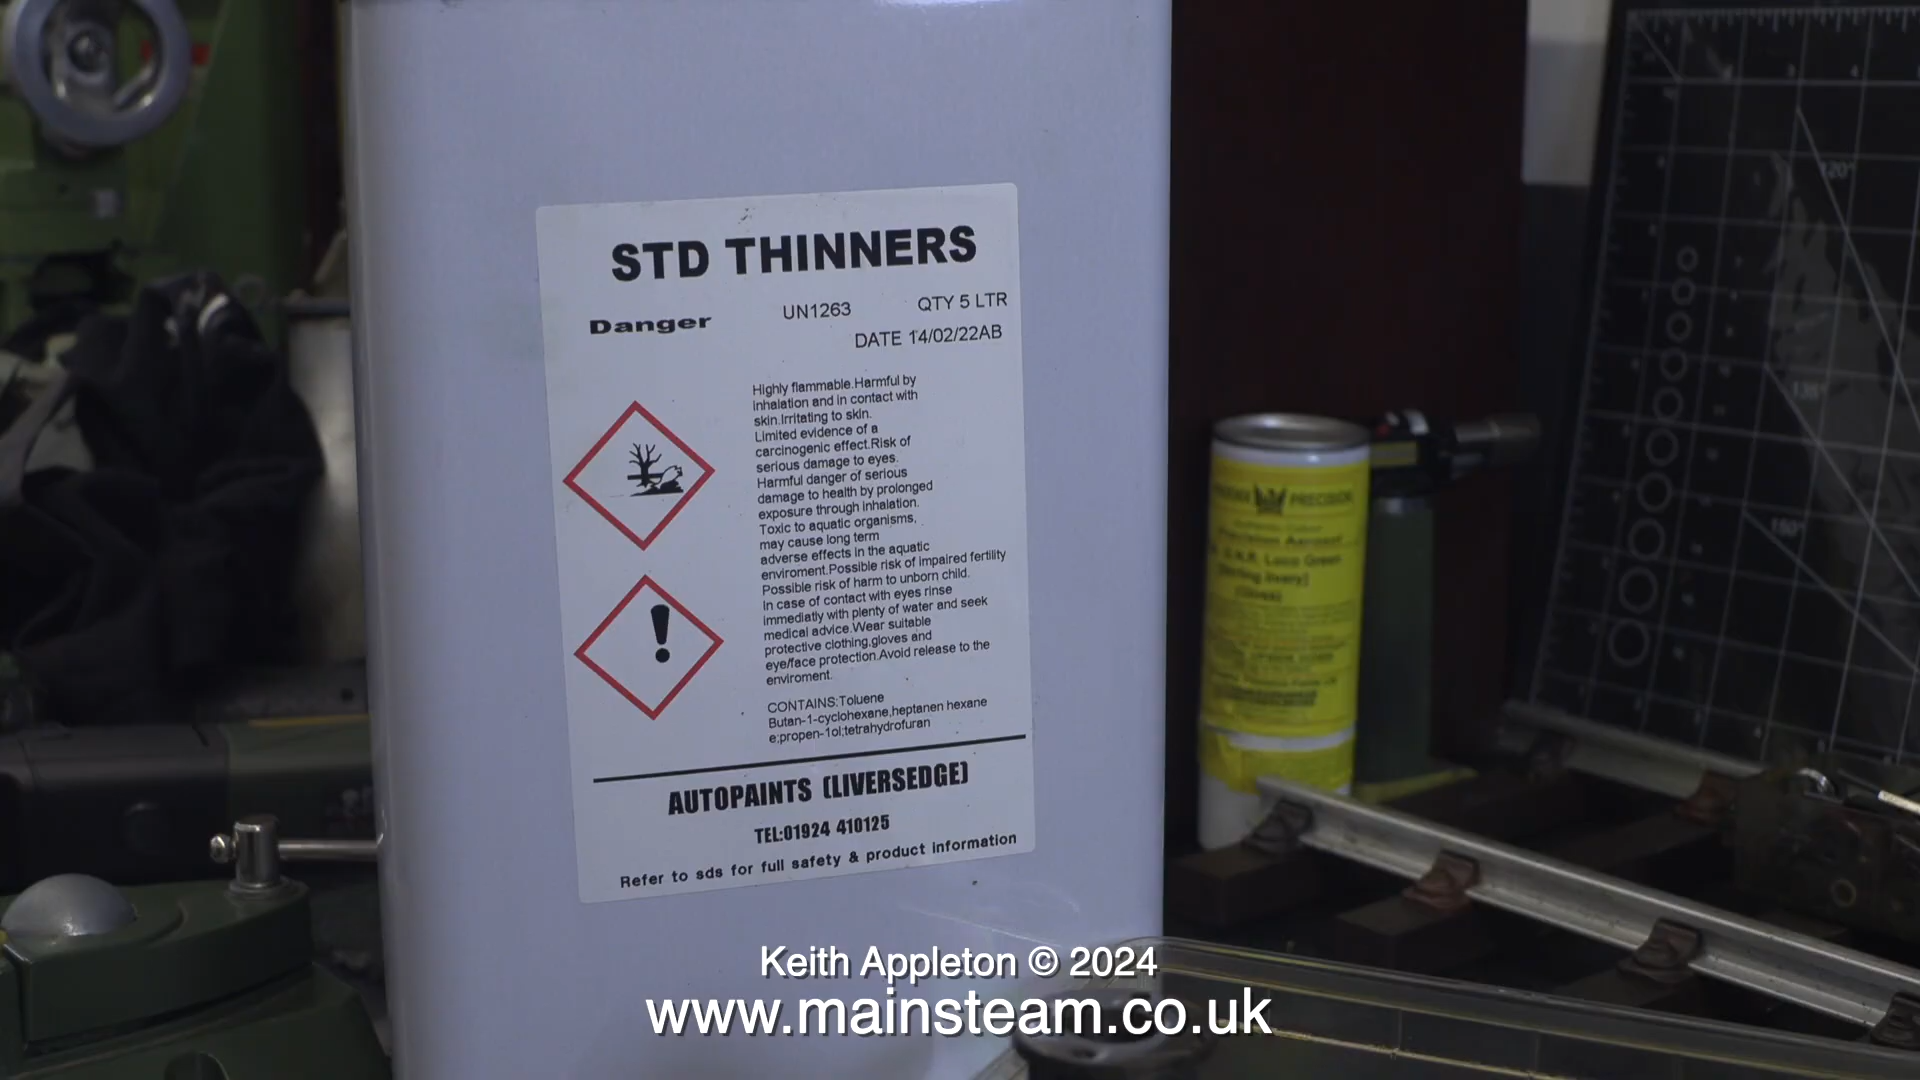 STD THINNERS
Danger
UN1263
QTY 5 LTR
DATE 14/02/22AB
Highly flammable.Harmful by
inhalation and in contact with
skin.Irritating to skin.
Limited evidence of a
carcinogenic effect.Risk of
serious damage to eyes.
Harmful danger of serious
damage to health by prolonged
exposure through inhalation.
Toxic to aquatic organisms,
may cause long term
adverse effects in the aquatic
enviroment.Possible risk of impaired fertility
Possible risk of harm to unborn child.
In case of contact with eyes rinse
immediatly with plenty of water and seek
medical advice.Wear suitable
protective clothing,gloves and
eye/face protection.Avoid release to the
enviroment.
CONTAINS:Toluene
Butan-1-cyclohexane,heptanen hexane
e;propen-1ol;tetrahydrofuran
AUTOPAINTS (LIVERSEDGE)
TEL:01924 410125
Refer to sds for full safety & product information
PRECISION
Precision Aerosol
Loco Green
120°
135°
150°
Keith Appleton © 2024
www.mainsteam.co.uk